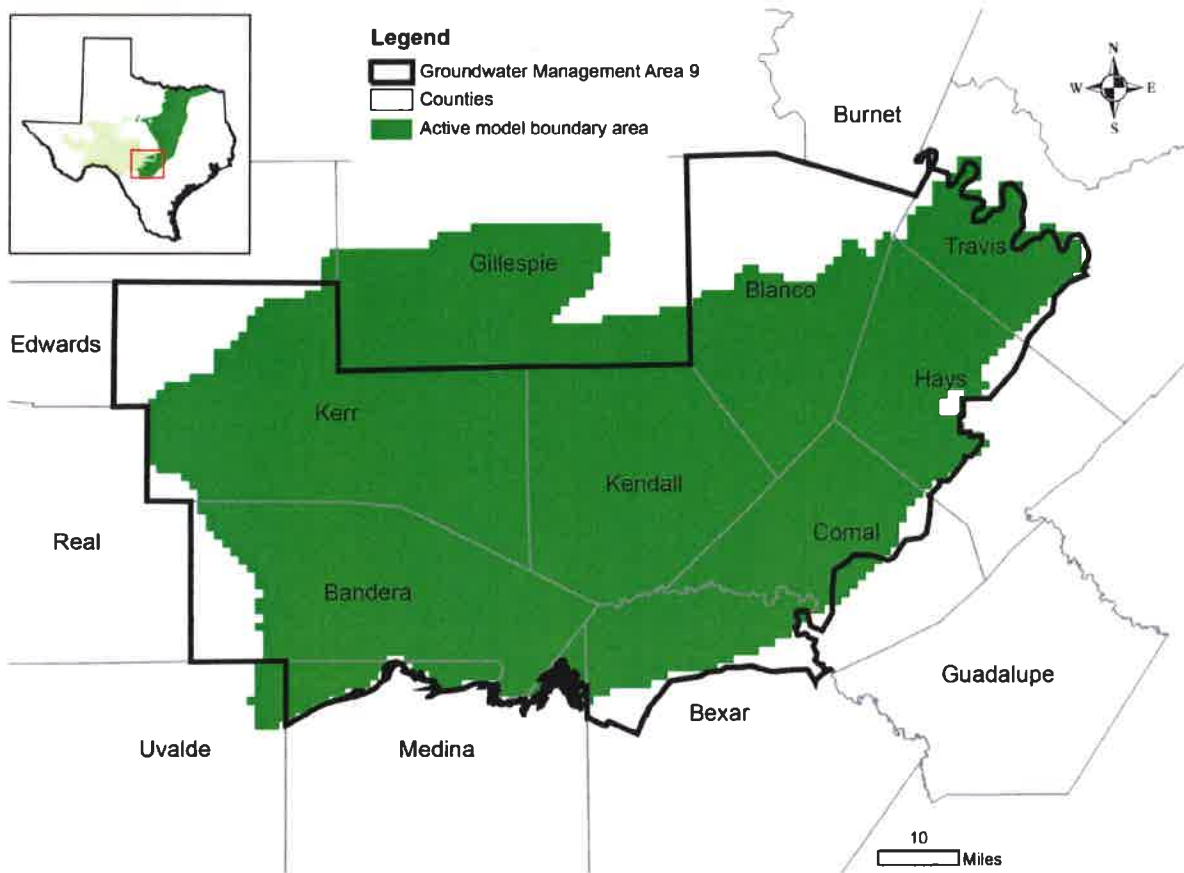 Legend
Groundwater Management Area 9
Counties
Active model boundary area
N
W E
S
Burnet
Travis
Gillespie
Blanco
Edwards
Hays
Kerr
Kendall
Comal
Real
Bandera
Guadalupe
Bexar
Uvalde
Medina
10
Miles